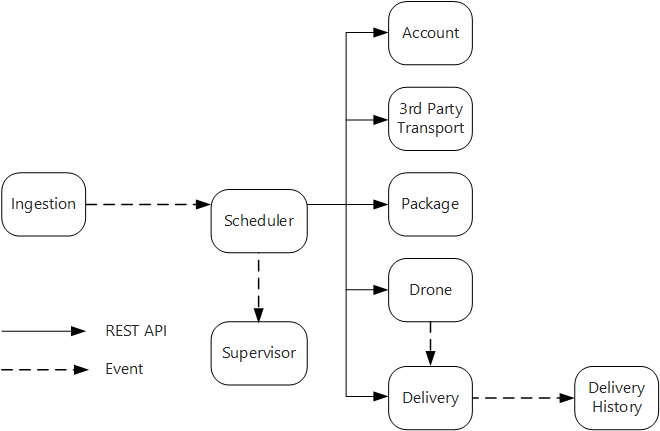 Account
3rd Party
Transport
Ingestion
Scheduler
Package
Drone
REST API
Supervisor
Event
Delivery
Delivery
History